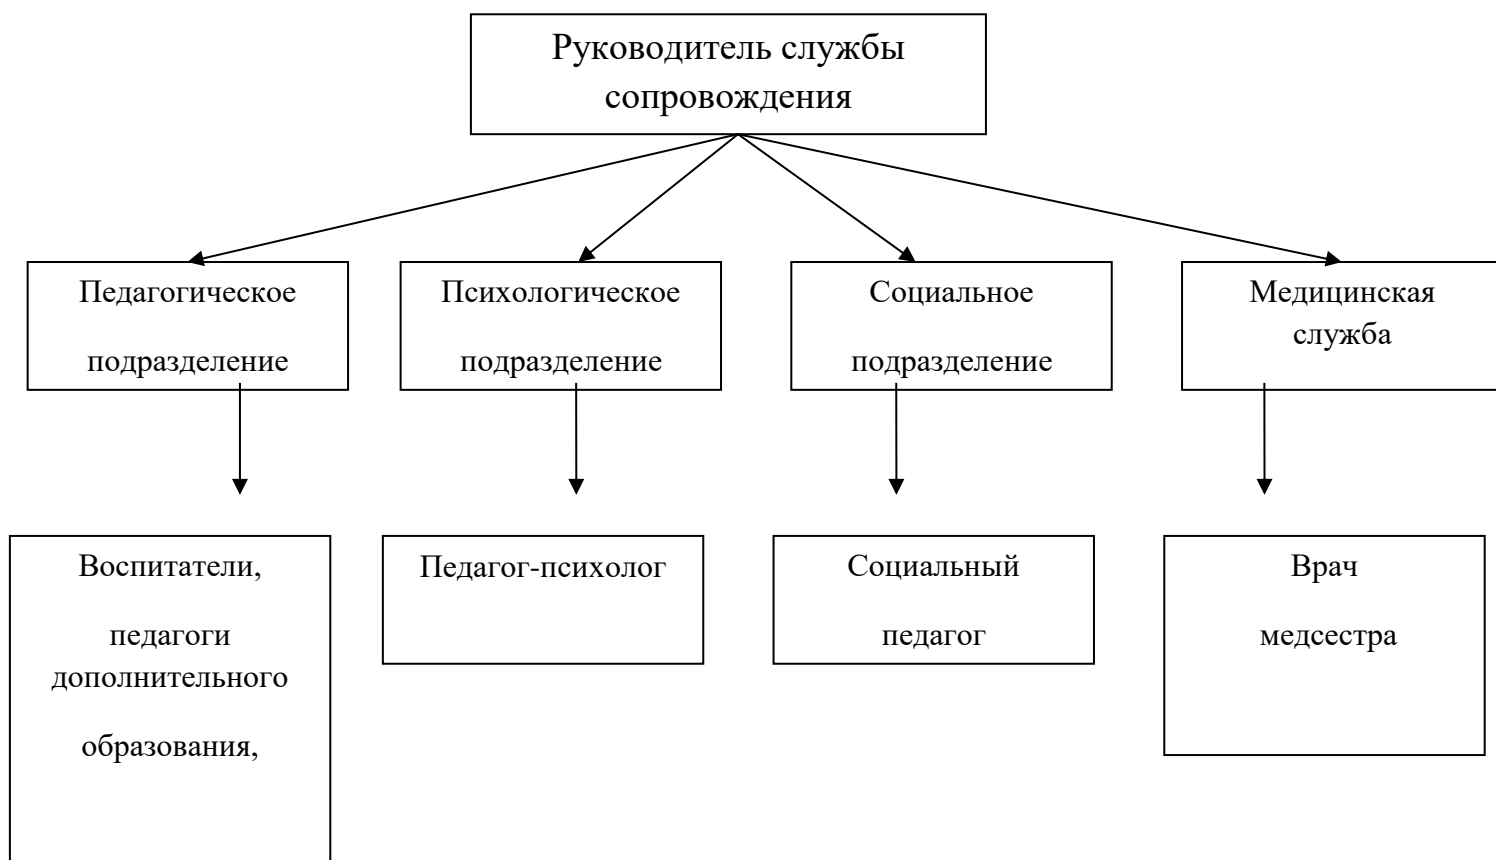 Руководитель службы
сопровождения
Педагогическое
подразделение
Психологическое
подразделение
Социальное
подразделение
Медицинская
служба
Воспитатели,
педагоги
дополнительного
образования,
Педагог-психолог
Социальный
педагог
Врач
медсестра